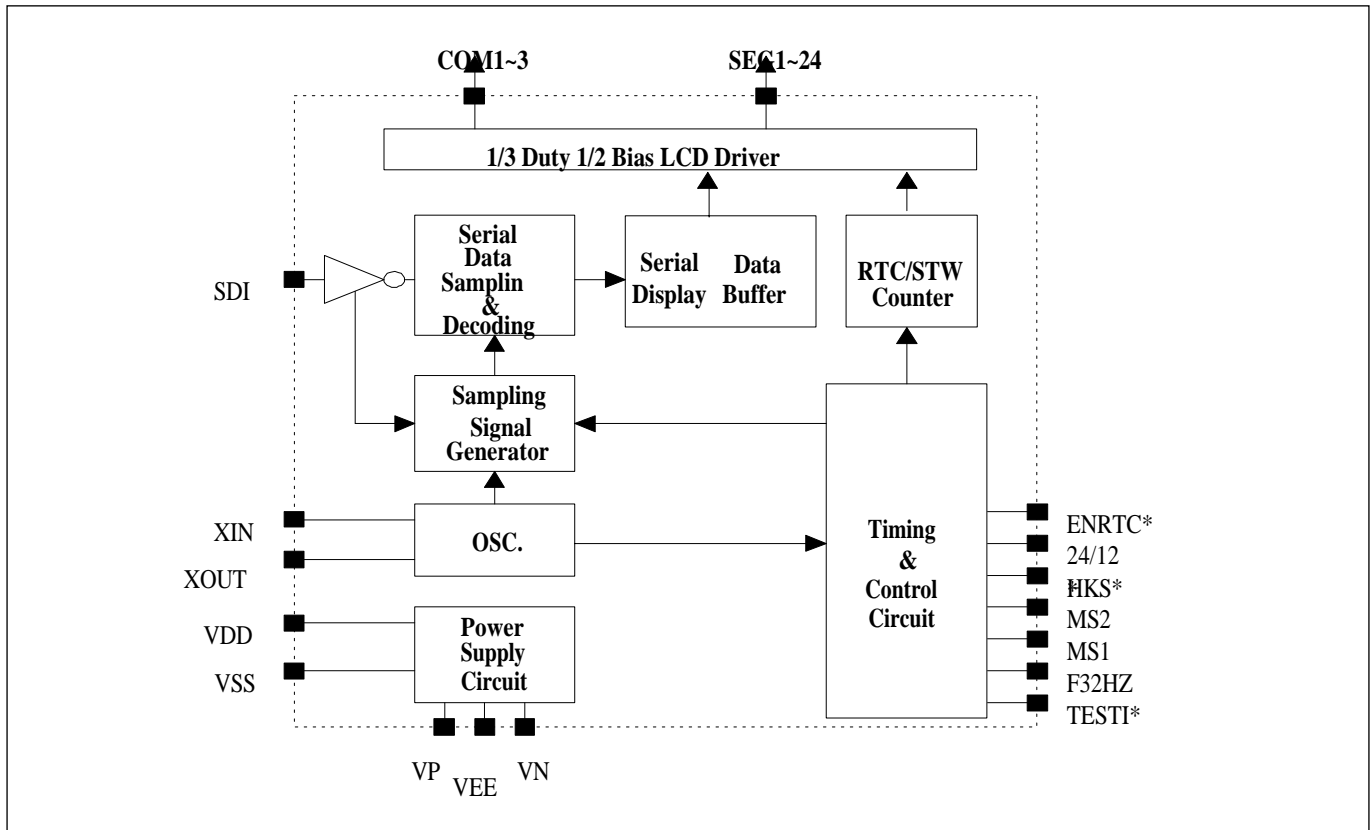 COM1~3 SEG1~24
1/3 Duty 1/2 Bias LCD Driver
SDI
Serial
Data
Samplin
&
Decoding
Serial Data
Display Buffer
RTC/STW
Counter
Sampling
Signal
Generator
XIN
XOUT
OSC.
Timing
&
Control
Circuit
ENRTC*
24/12
*
HKS*
MS2
MS1
F32HZ
TESTI*
VDD
VSS
Power
Supply
Circuit
VP VEE VN